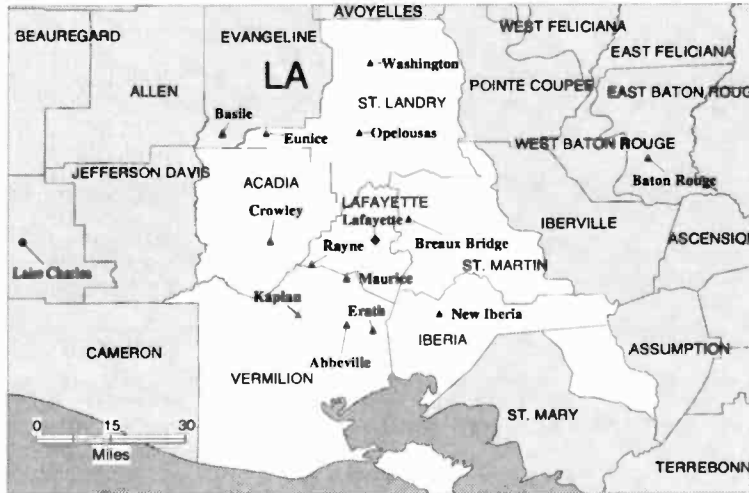 AVOYELLES
BEAUREGARD
EVANGELINE
WEST FELICIANA
EAST FELICIANA
LA
Washington
ALLEN
ST. LANDRY
POINTE COUPEE
EAST BATON ROUG
Basile
Eunice
Opelousas
WEST BATON ROUGE
Baton Rouge
JEFFERSON DAVIS
ACADIA
LAFAYETTE
Crowley
Lafayette
IBERVILLE
Rayne
Breaux Bridge
ASCENSION
Lake Charles
Maurice
ST. MARTIN
Kaplan
Erath
New Iberia
CAMERON
Abbeville
IBERIA
ASSUMPTION
VERMILION
ST. MARY
0 15 30
Miles
TERREBONN